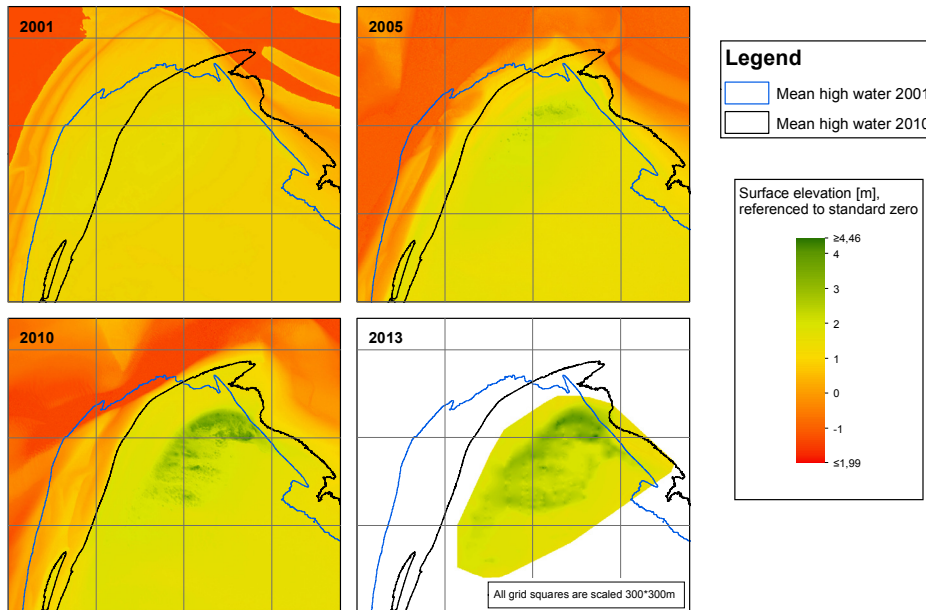 2001
2005
Legend
Mean high water 2001
Mean high water 2010
Surface elevation [m],
referenced to standard zero
≥4,46
4
3
2
1
0
-1
≤1,99
2010
2013
All grid squares are scaled 300*300m